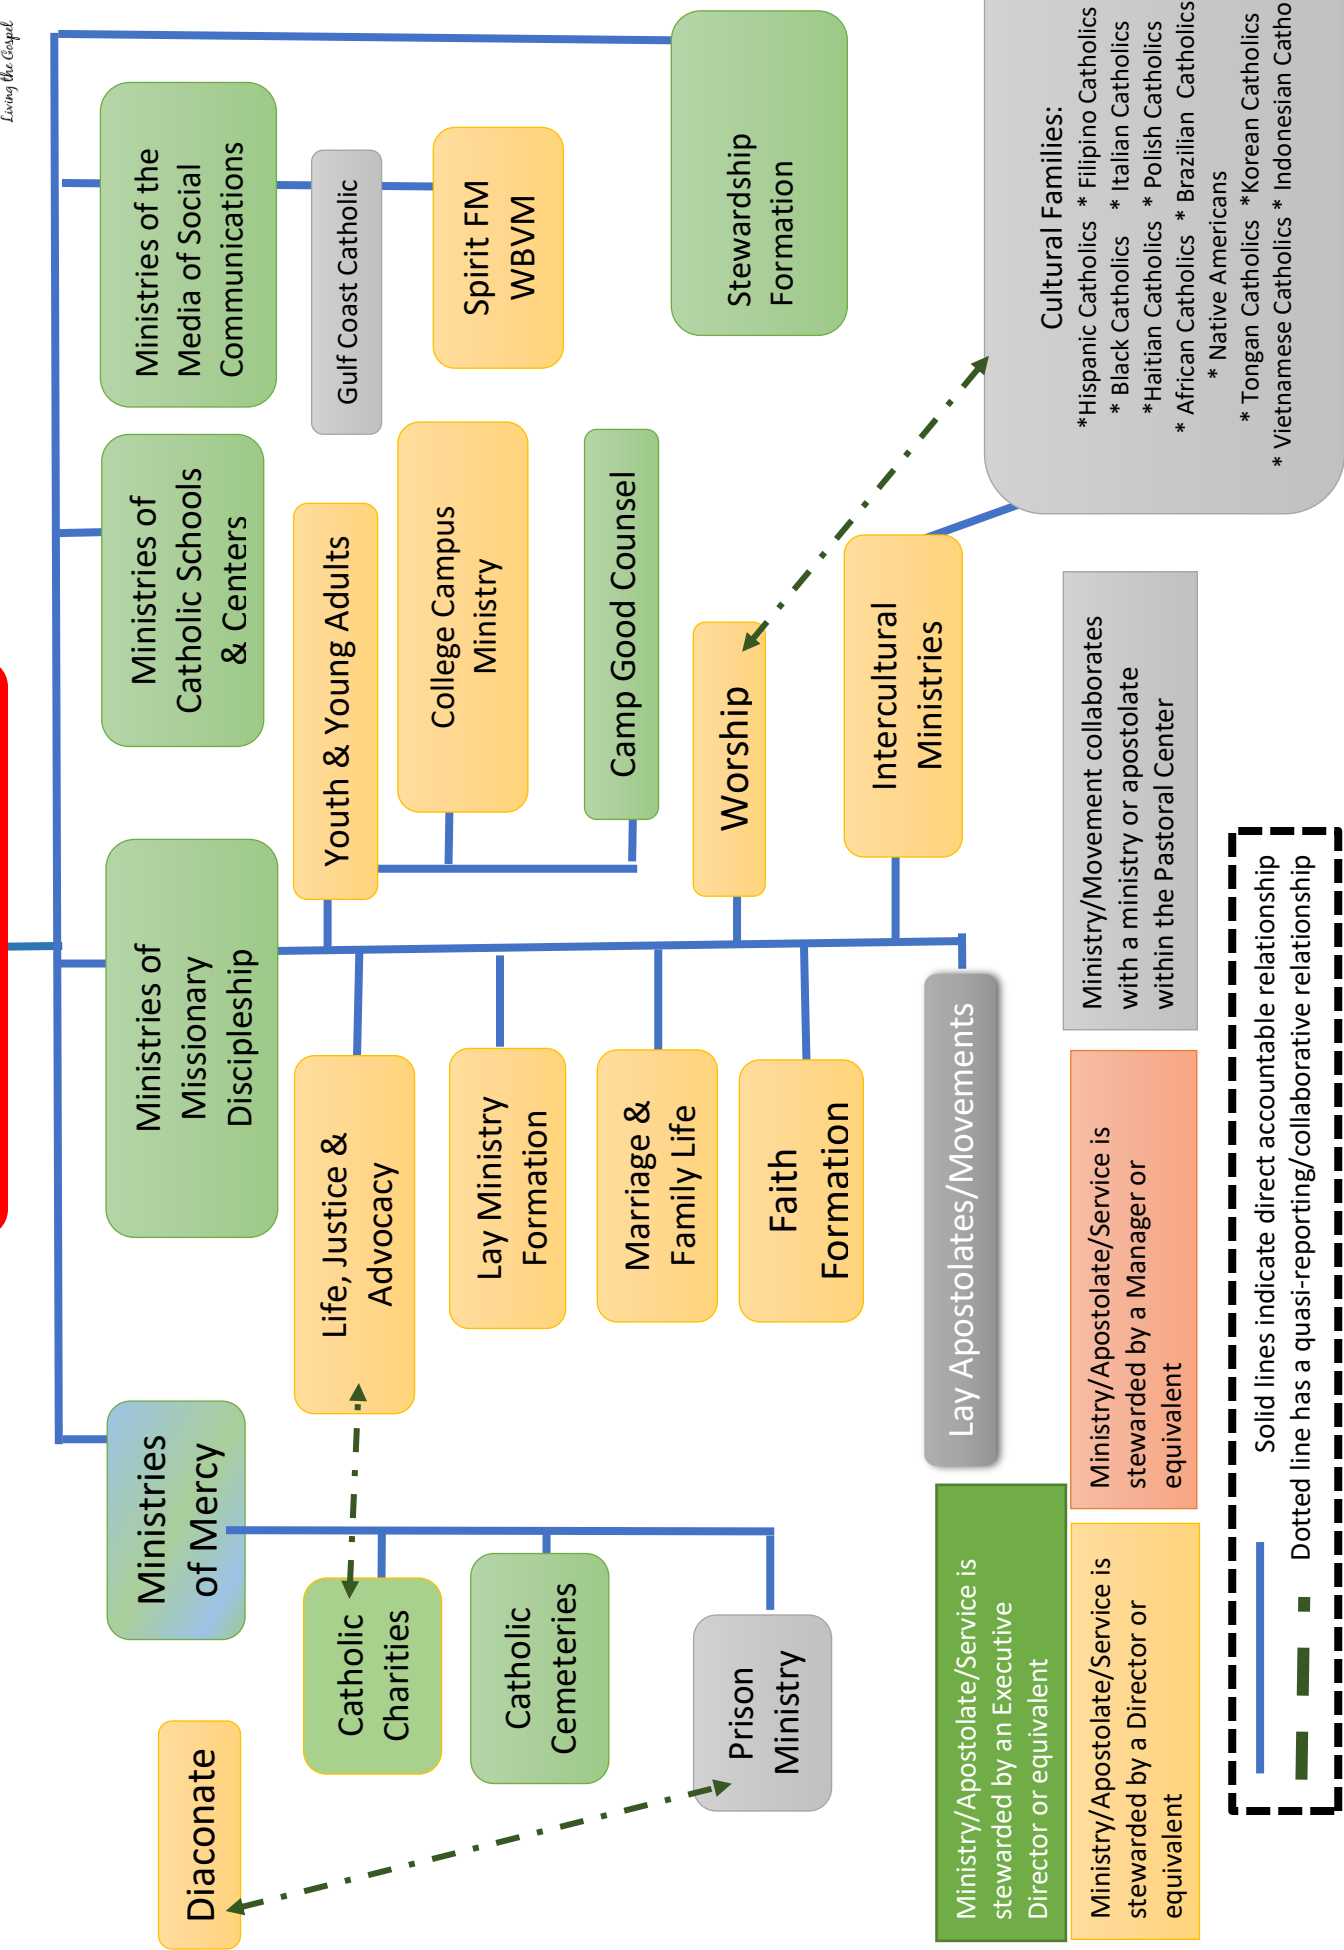 Living the Gospel
Ministries
of Mercy
Ministries of
Missionary
Discipleship
Ministries of
Catholic Schools
& Centers
Ministries of the
Media of Social
Communications
Diaconate
Catholic
Charities
Catholic
Cemeteries
Prison
Ministry
Life, Justice &
Advocacy
Lay Ministry
Formation
Marriage &
Family Life
Faith
Formation
Lay Apostolates/Movements
Youth & Young Adults
College Campus
Ministry
Camp Good Counsel
Worship
Intercultural
Ministries
Gulf Coast Catholic
Spirit FM
WBVM
Stewardship
Formation
Cultural Families:
*Hispanic Catholics * Filipino Catholics
* Black Catholics * Italian Catholics
*Haitian Catholics * Polish Catholics
* African Catholics * Brazilian Catholics
* Native Americans
* Tongan Catholics *Korean Catholics
* Vietnamese Catholics * Indonesian Catho
Ministry/Apostolate/Service is
stewarded by an Executive
Director or equivalent
Ministry/Apostolate/Service is
stewarded by a Director or
equivalent
Ministry/Apostolate/Service is
stewarded by a Manager or
equivalent
Ministry/Movement collaborates
with a ministry or apostolate
within the Pastoral Center
Solid lines indicate direct accountable relationship
Dotted line has a quasi-reporting/collaborative relationship